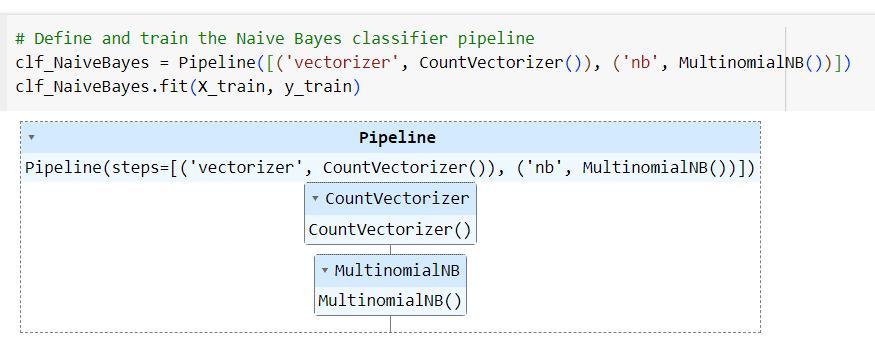 # Define and train the Naive Bayes classifier pipeline
clf_NaiveBayes = Pipeline([('vectorizer', CountVectorizer()), ('nb', MultinomialNB())])
clf_NaiveBayes.fit(X_train, y_train)
Pipeline
Pipeline(steps=[('vectorizer', CountVectorizer()), ('nb', MultinomialNB())])
CountVectorizer
CountVectorizer()
MultinomialNB
MultinomialNB()